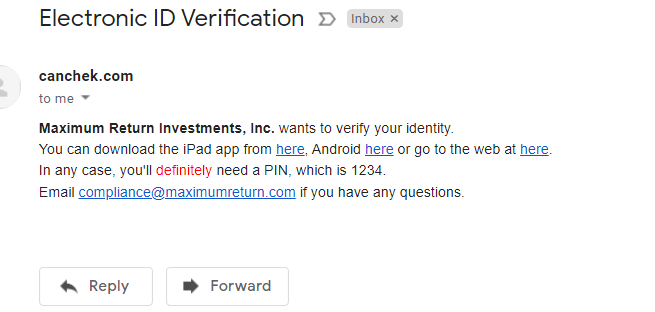 Electronic ID Verification Inbox ×
canchek.com
to me
Maximum Return Investments, Inc. wants to verify your identity.
You can download the iPad app from here, Android here or go to the web at here.
In any case, you'll definitely need a PIN, which is 1234.
Email compliance@maximumreturn.com if you have any questions.
Reply Forward